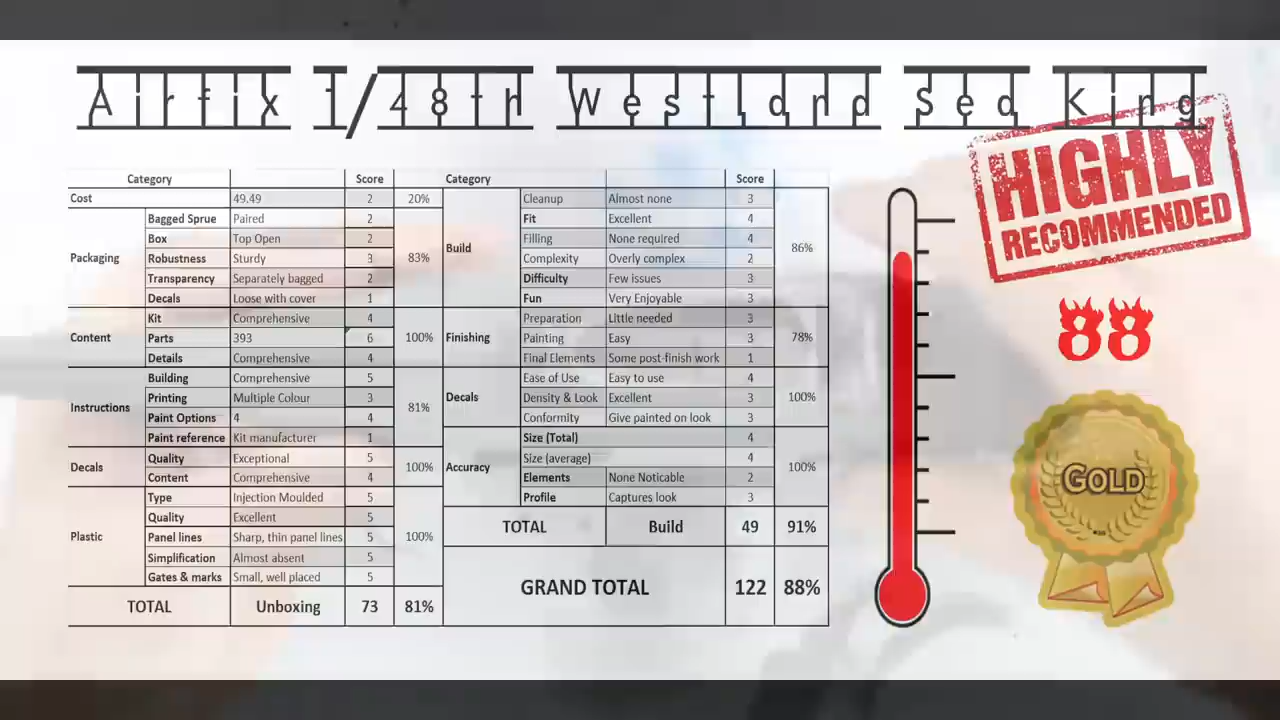 Airfix 1/48th Westland Sea King
HIGHLY
RECOMMENDED
88
GOLD
Category Score
Cost 49.49 2 20%
Packaging 83%
Bagged Sprue Paired 2
Box Top Open 2
Robustness Sturdy 3
Transparency Separately bagged 2
Decals Loose with cover 1
Content 100%
Kit Comprehensive 4
Parts 393 6
Details Comprehensive 4
Instructions 81%
Building Comprehensive 5
Printing Multiple Colour 3
Paint Options 4 4
Paint reference Kit manufacturer 1
Decals 100%
Quality Exceptional 5
Content Comprehensive 4
Plastic 100%
Type Injection Moulded 5
Quality Excellent 5
Panel lines Sharp, thin panel lines 5
Simplification Almost absent 5
Gates & marks Small, well placed 5
TOTAL Unboxing 73 81%
Category Score
Build 86%
Cleanup Almost none 3
Fit Excellent 4
Filling None required 4
Complexity Overly complex 2
Difficulty Few issues 3
Fun Very Enjoyable 3
Finishing 78%
Preparation LIttle needed 3
Painting Easy 3
Final Elements Some post-finish work 1
Decals 100%
Ease of Use Easy to use 4
Density & Look Excellent 3
Conformity Give painted on look 3
Accuracy 100%
Size (Total) 4
Size (average) 4
Elements None Noticable 2
Profile Captures look 3
TOTAL Build 49 91%
GRAND TOTAL 122 88%